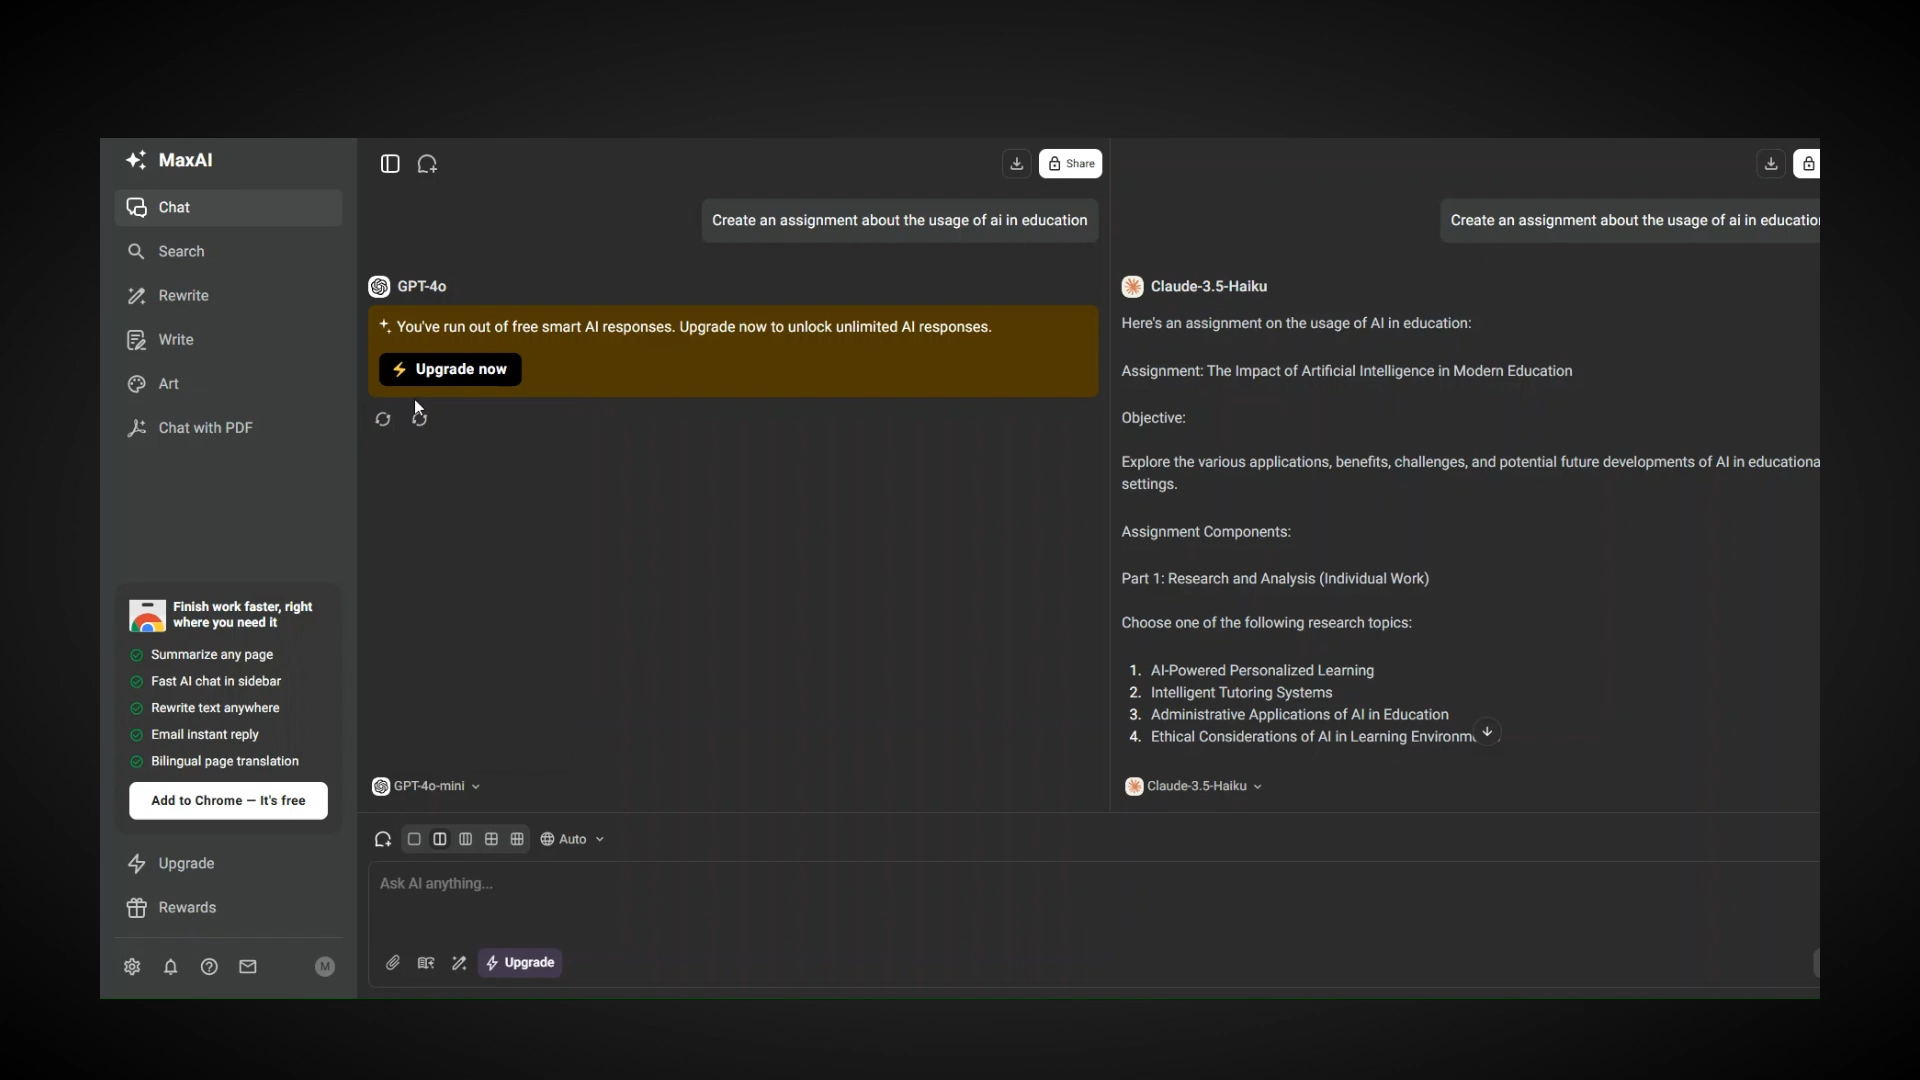 MaxAI
Chat
Search
Rewrite
Write
Art
Chat with PDF
Finish work faster, right
where you need it
Summarize any page
Fast AI chat in sidebar
Rewrite text anywhere
Email instant reply
Bilingual page translation
Add to Chrome — It's free
Upgrade
Rewards
M
Share
Create an assignment about the usage of ai in education
GPT-4o
You've run out of free smart AI responses. Upgrade now to unlock unlimited AI responses.
Upgrade now
GPT-4o-mini
Create an assignment about the usage of ai in educatio
Claude-3.5-Haiku
Here's an assignment on the usage of AI in education:
Assignment: The Impact of Artificial Intelligence in Modern Education
Objective:
Explore the various applications, benefits, challenges, and potential future developments of AI in educationa
settings.
Assignment Components:
Part 1: Research and Analysis (Individual Work)
Choose one of the following research topics:
1. AI-Powered Personalized Learning
2. Intelligent Tutoring Systems
3. Administrative Applications of AI in Education
4. Ethical Considerations of AI in Learning Environm
Claude-3.5-Haiku
Auto
Ask AI anything...
Upgrade